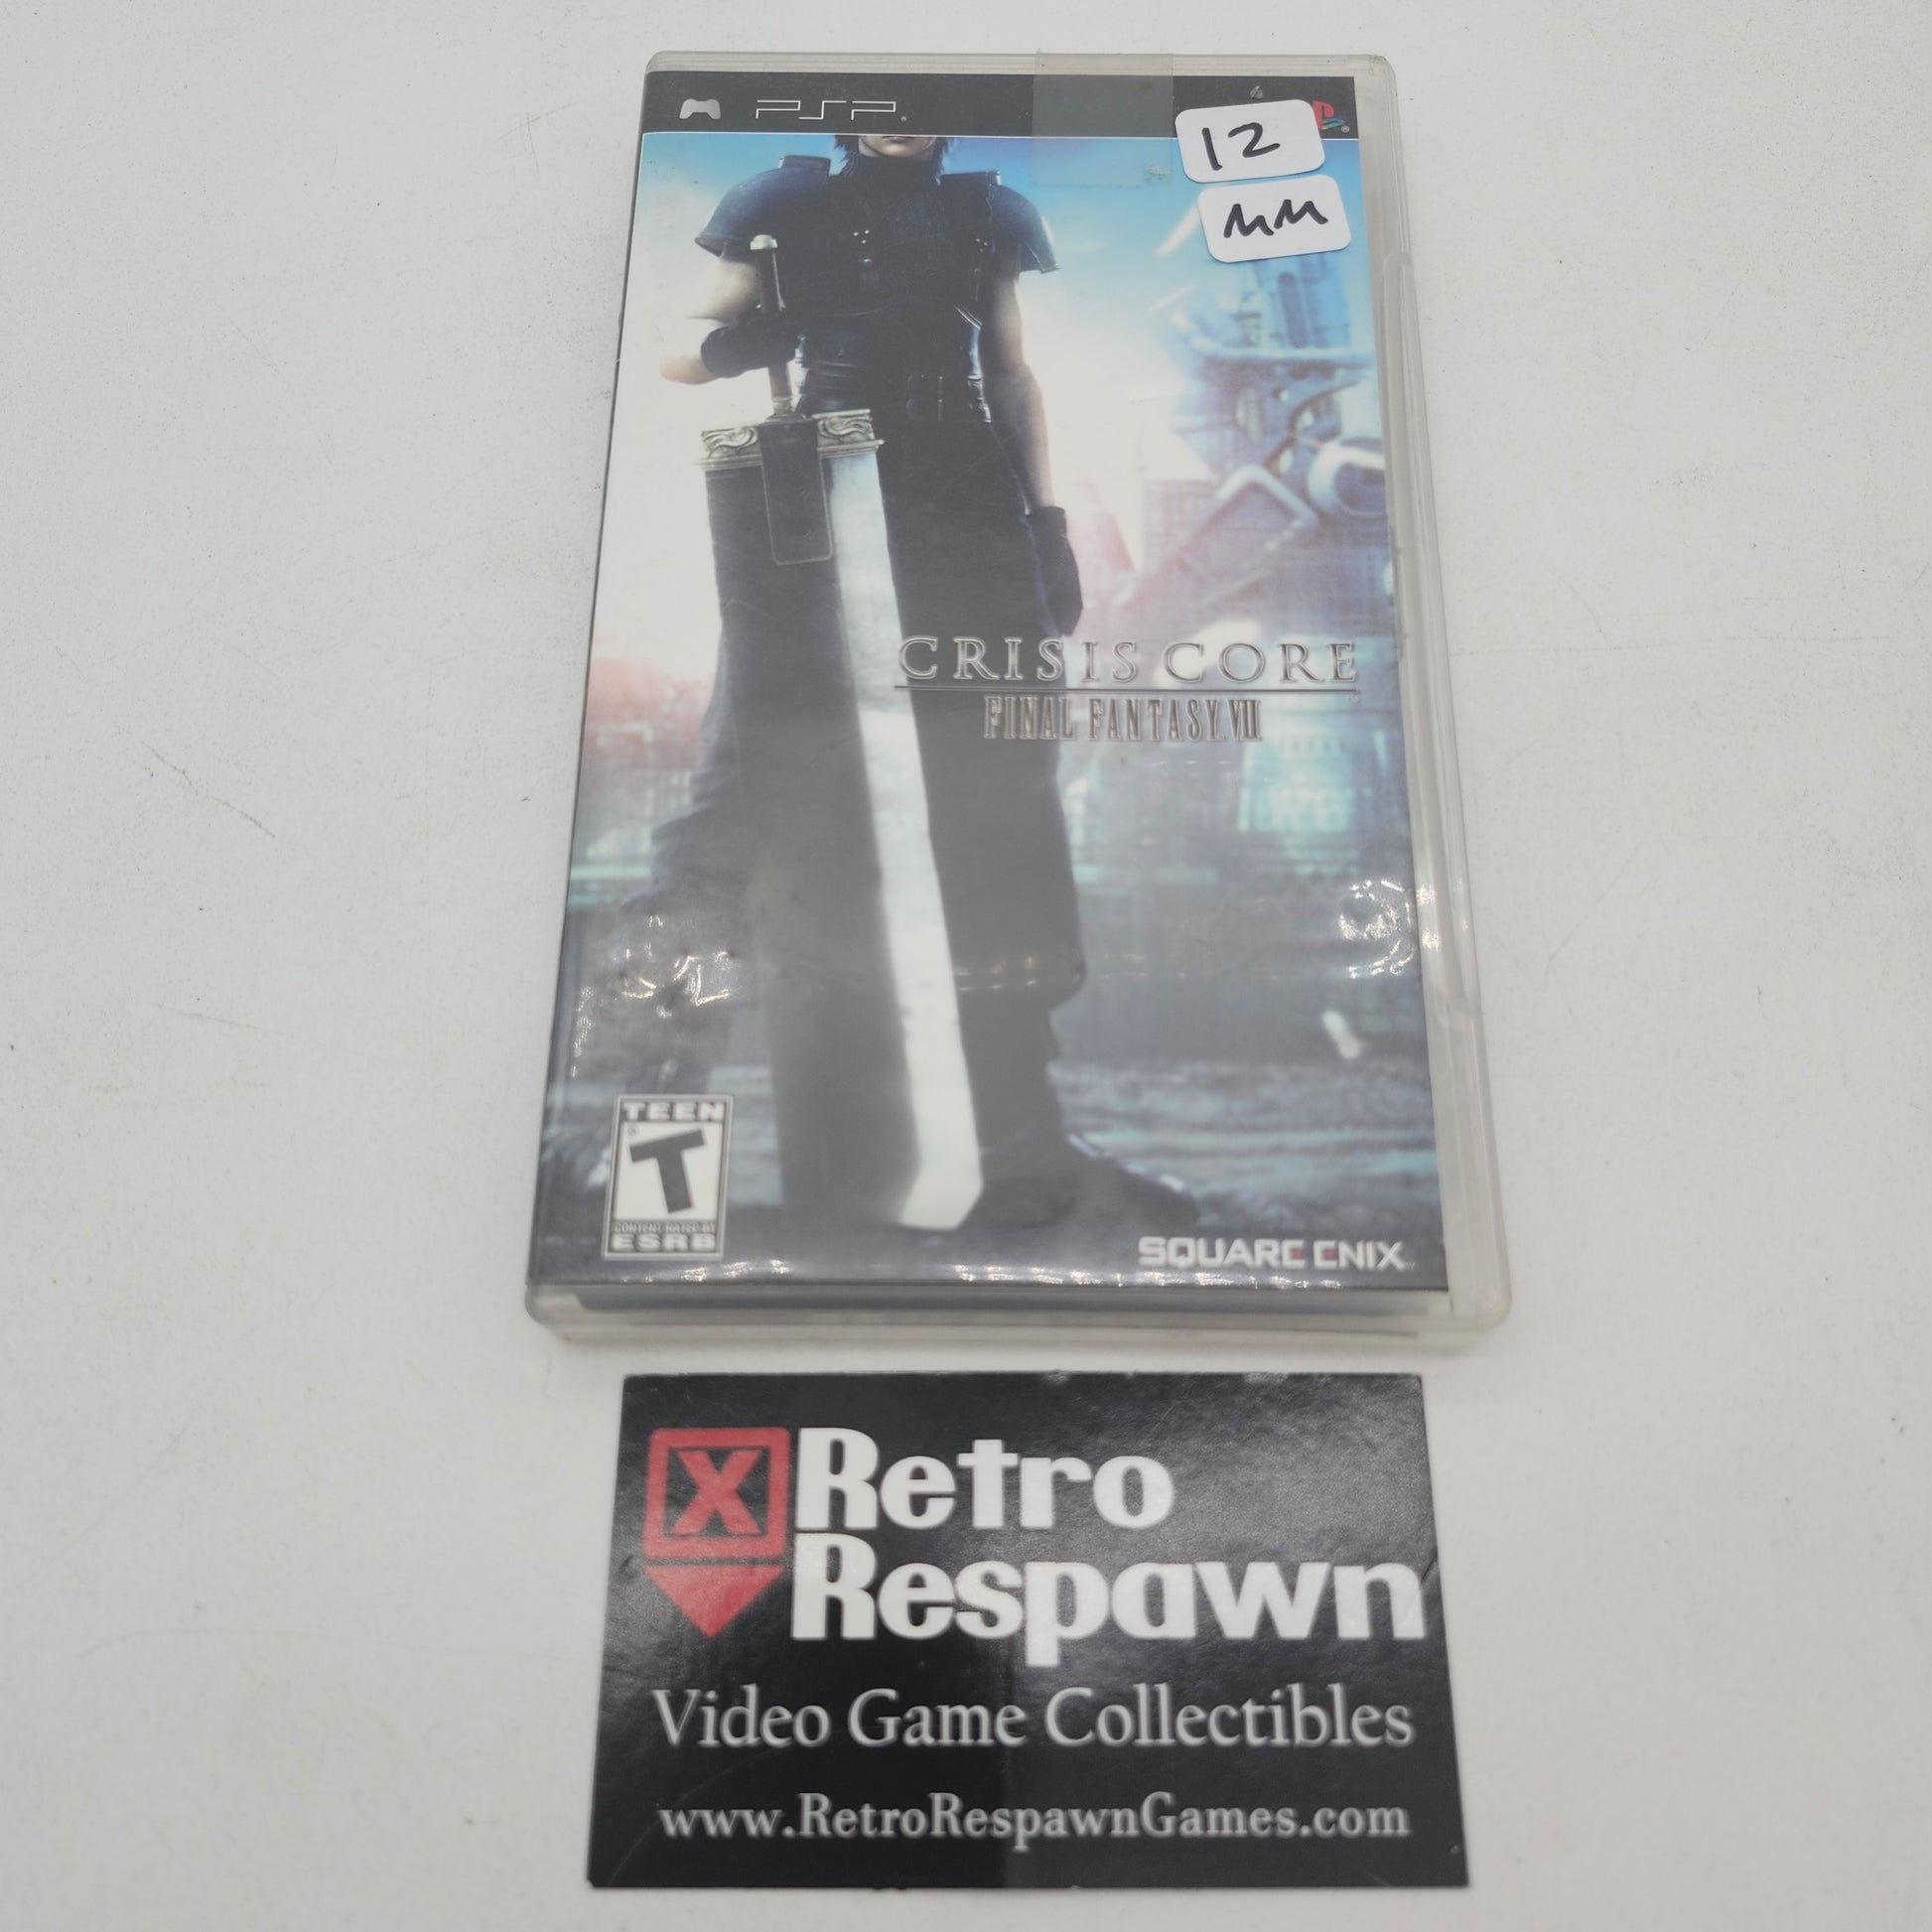 PSP
12
MM
CRISIS CORE
FINAL FANTASY VII
TEEN
T
CONTENT RATED BY
ESRB
SQUARE ENIX
X Retro
Respawn
Video Game Collectibles
www.RetroRespawnGames.com